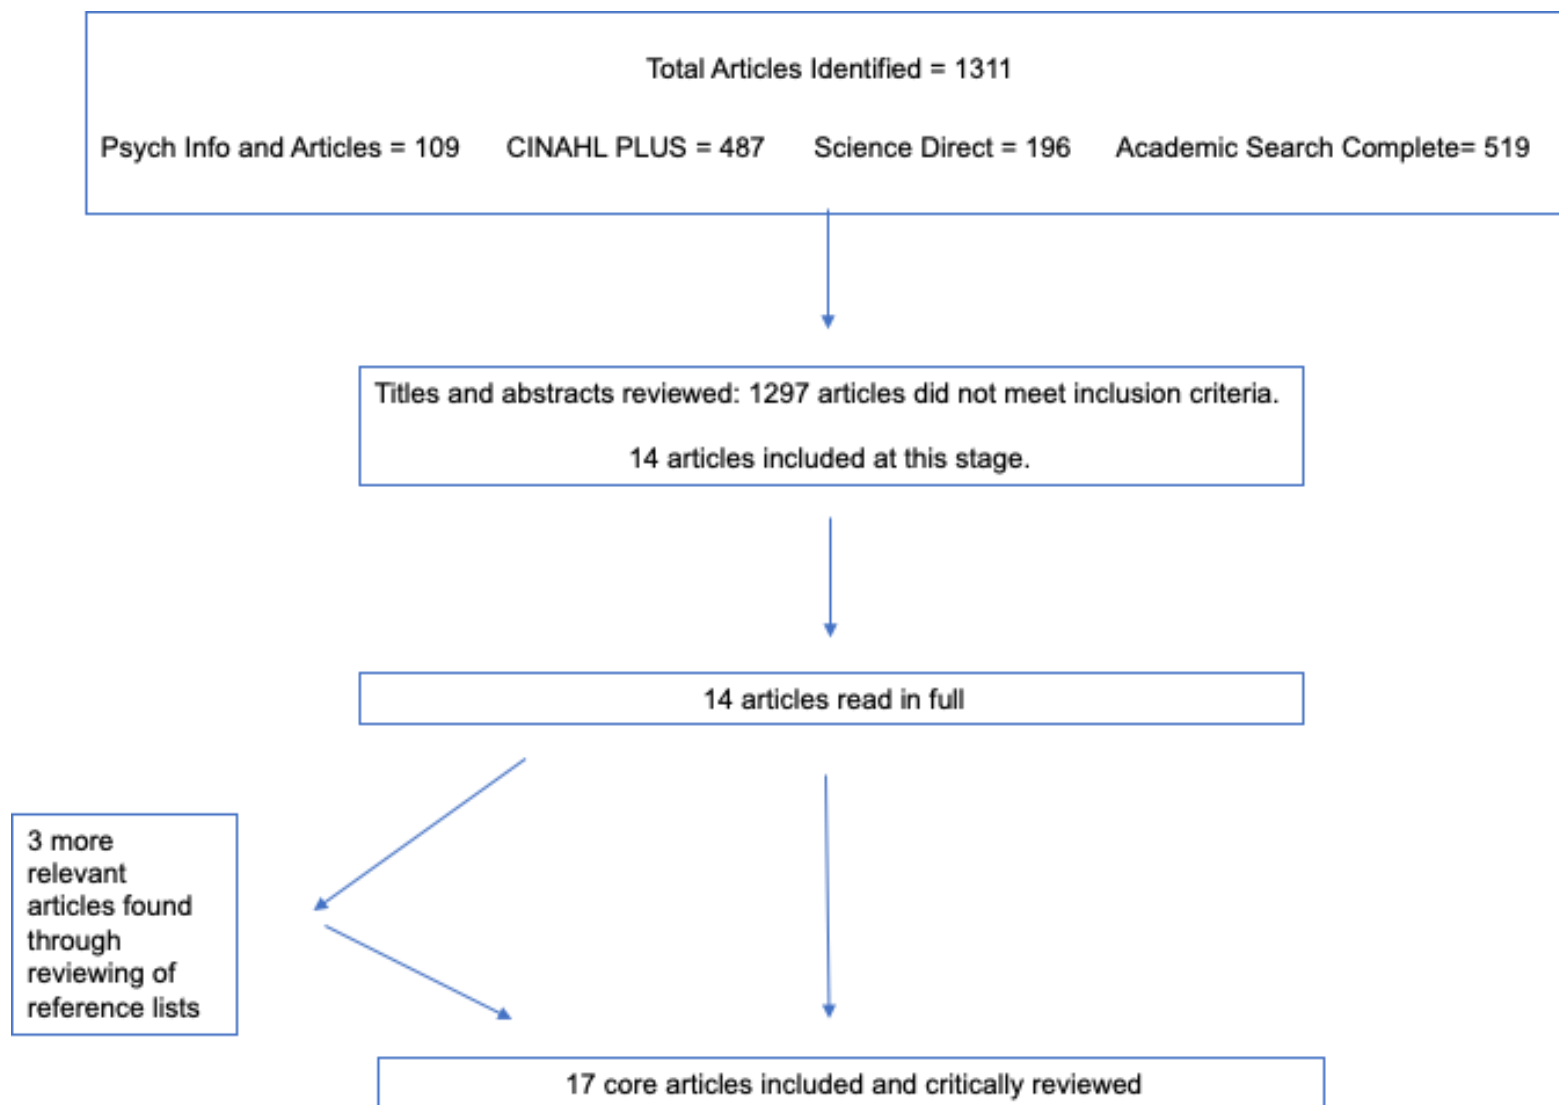 Total Articles Identified = 1311
Psych Info and Articles = 109 CINAHL PLUS = 487 Science Direct = 196 Academic Search Complete= 519
Titles and abstracts reviewed: 1297 articles did not meet inclusion criteria.
14 articles included at this stage.
14 articles read in full
3 more
relevant
articles found
through
reviewing of
reference lists
17 core articles included and critically reviewed